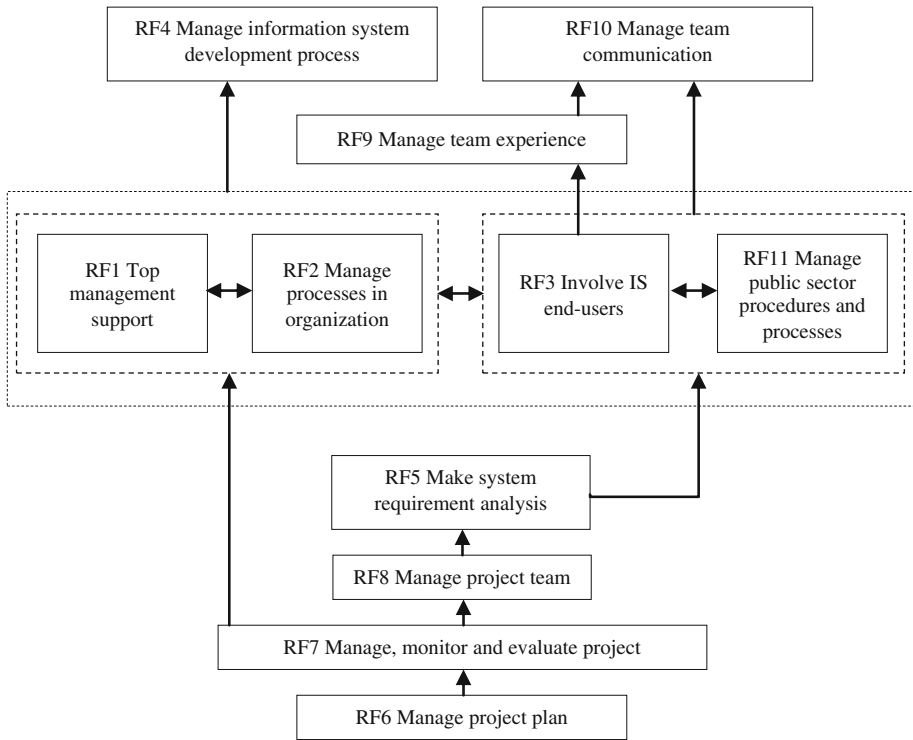 RF4 Manage information system
development process
RF10 Manage team
communication
RF9 Manage team experience
RF1 Top
management
support
RF2 Manage
processes in
organization
RF3 Involve IS
end-users
RF11 Manage
public sector
procedures and
processes
RF5 Make system
requirement analysis
RF8 Manage project team
RF7 Manage, monitor and evaluate project
RF6 Manage project plan